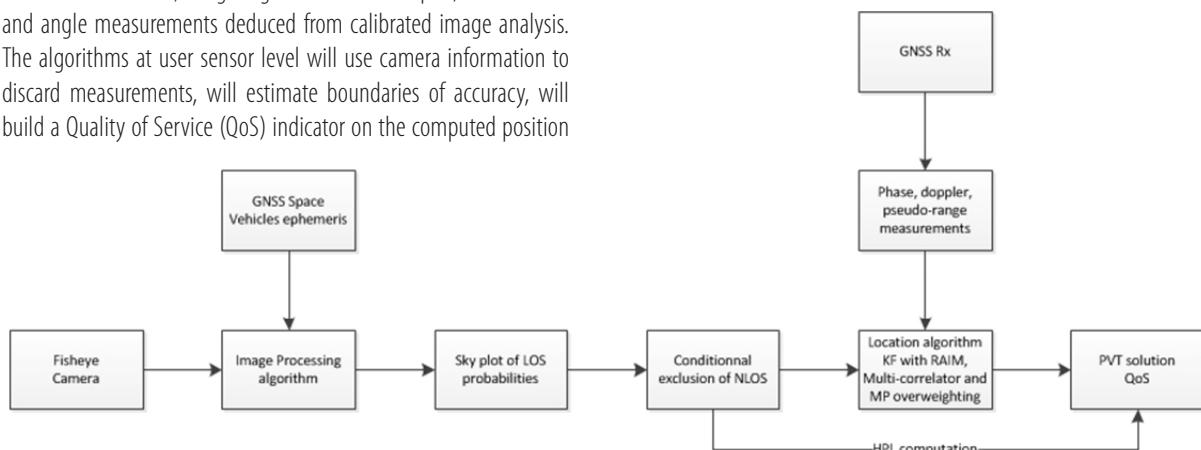 and angle measurements deduced from calibrated image analysis.
The algorithms at user sensor level will use camera information to
discard measurements, will estimate boundaries of accuracy, will
build a Quality of Service (QoS) indicator on the computed position
GNSS Rx
GNSS Space
Vehicles ephemeris
Phase, doppler,
pseudo-range
measurements
Fisheye
Camera
Image Processing
algorithm
Sky plot of LOS
probabilities
Conditionnal
exclusion of NLOS
Location algorithm
KF with RAIM,
Multi-correlator and
MP overweighting
PVT solution
QoS
HPL computation